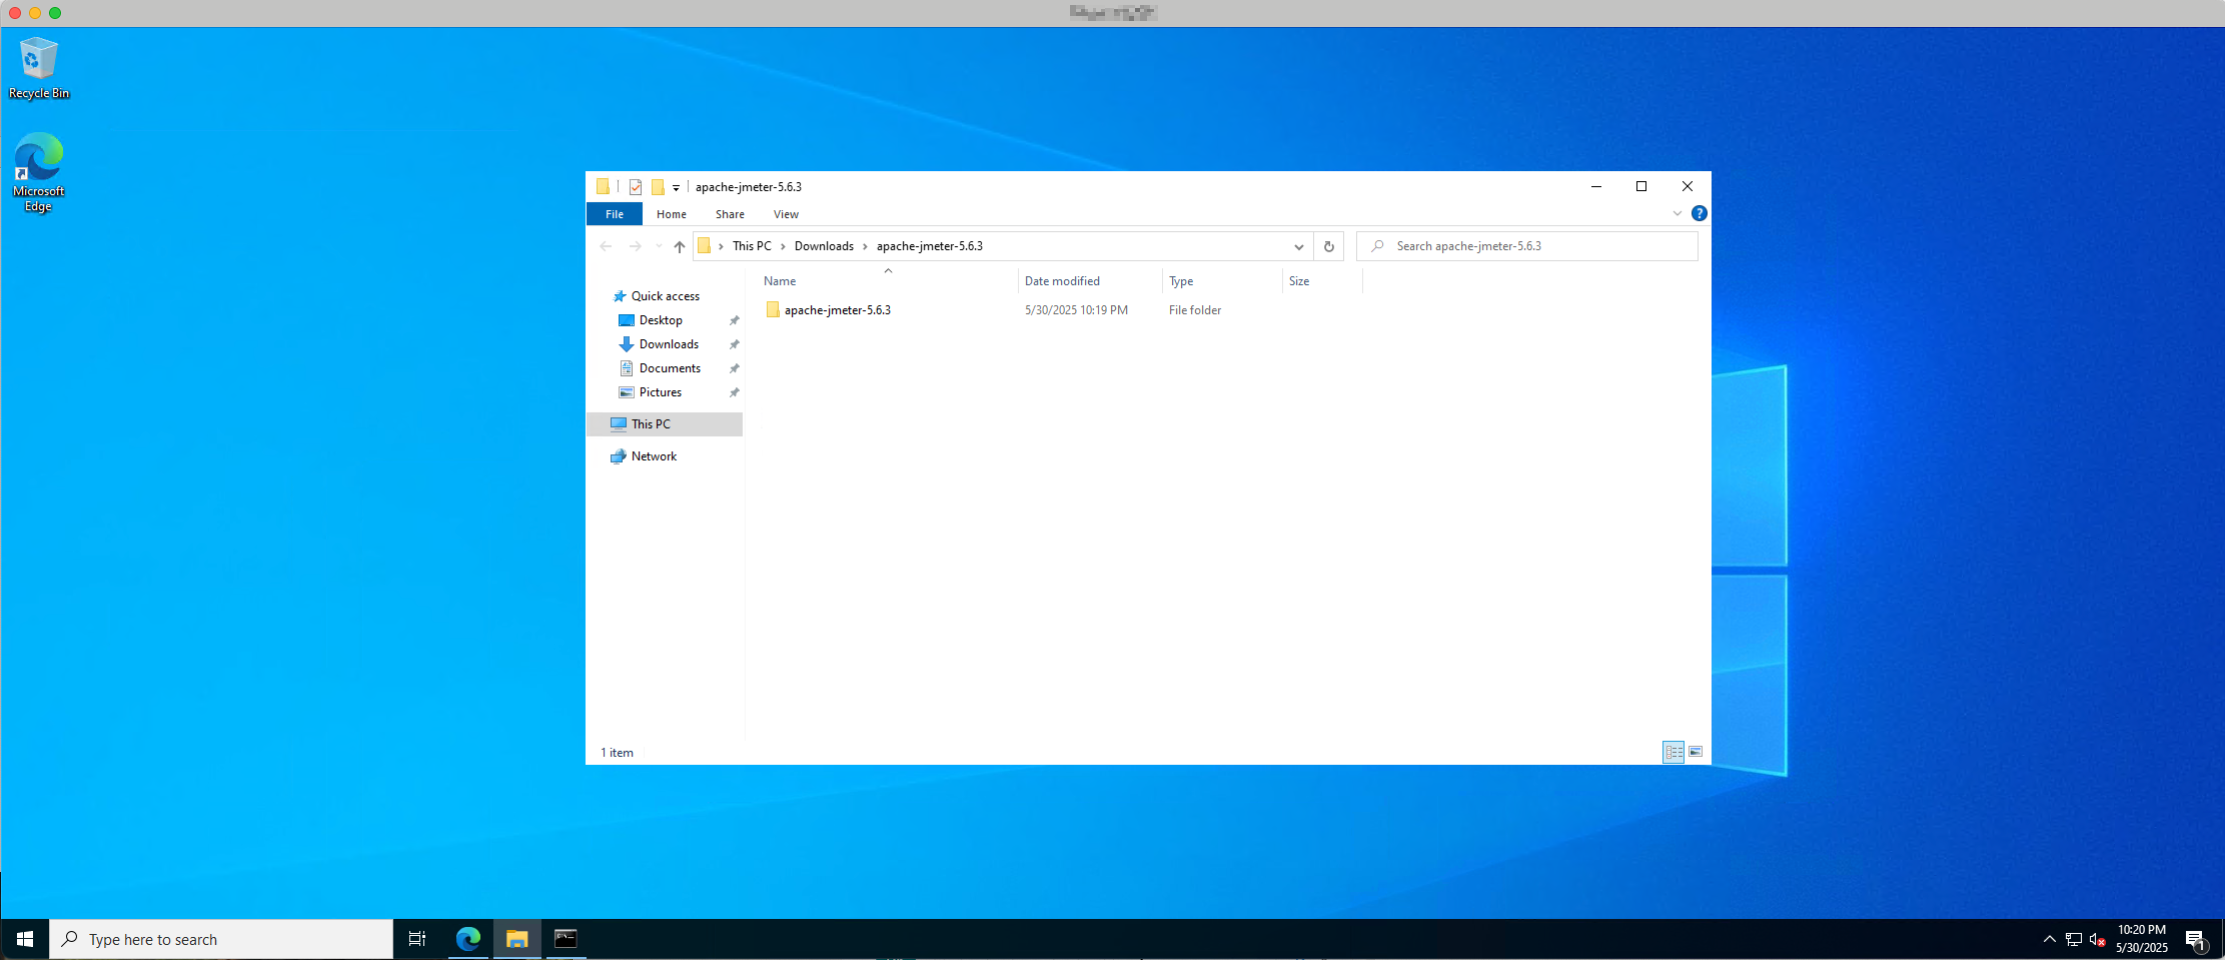 Recycle Bin
Microsoft
Edge
apache-jmeter-5.6.3
File Home Share View
This PC Downloads apache-jmeter-5.6.3
Search apache-jmeter-5.6.3
Name Date modified Type Size
apache-jmeter-5.6.3 5/30/2025 10:19 PM File folder
Quick access
Desktop
Downloads
Documents
Pictures
This PC
Network
1 item
Type here to search
10:20 PM
5/30/2025
1